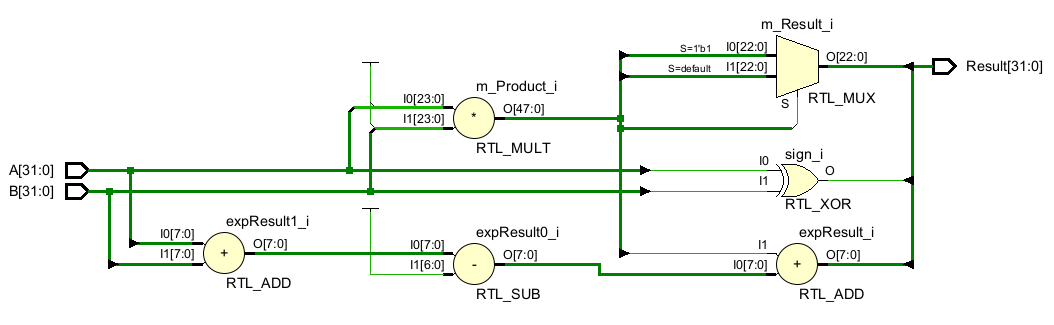 m_Result_i
S=1'b1 I0[22:0]
S=default I1[22:0]
O[22:0]
S
RTL_MUX
Result[31:0]
m_Product_i
I0[23:0]
I1[23:0]
*
O[47:0]
RTL_MULT
A[31:0]
B[31:0]
sign_i
I0
I1
O
RTL_XOR
expResult1_i
I0[7:0]
I1[7:0]
+
O[7:0]
RTL_ADD
expResult0_i
I0[7:0]
I1[6:0]
-
O[7:0]
RTL_SUB
expResult_i
I1
I0[7:0]
+
O[7:0]
RTL_ADD